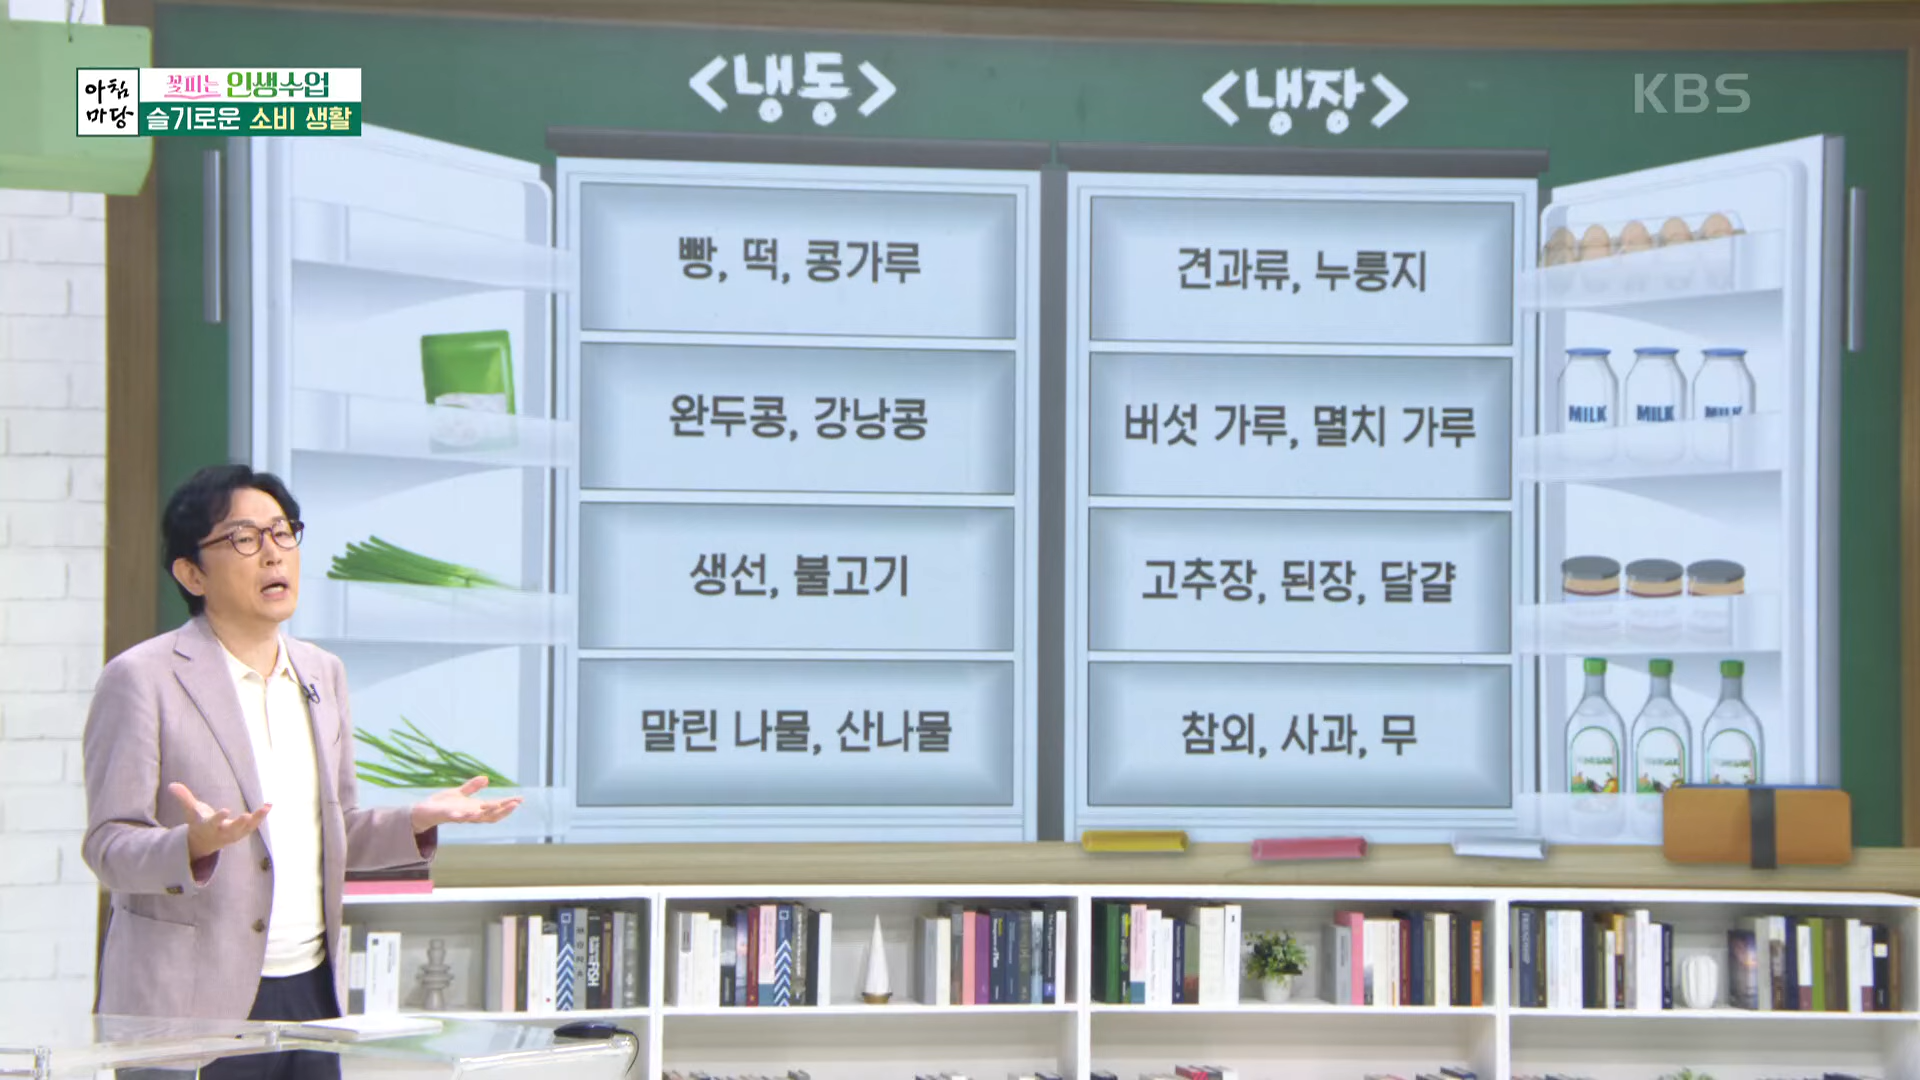 아침
마당
꽃피는 인생수업
슬기로운 소비 생활
KBS
<냉동>
<냉장>
빵, 떡, 콩가루
견과류, 누룽지
완두콩, 강낭콩
버섯 가루, 멸치 가루
MILK MILK MILK
생선, 불고기
고추장, 된장, 달걀
말린 나물, 산나물
참외, 사과, 무